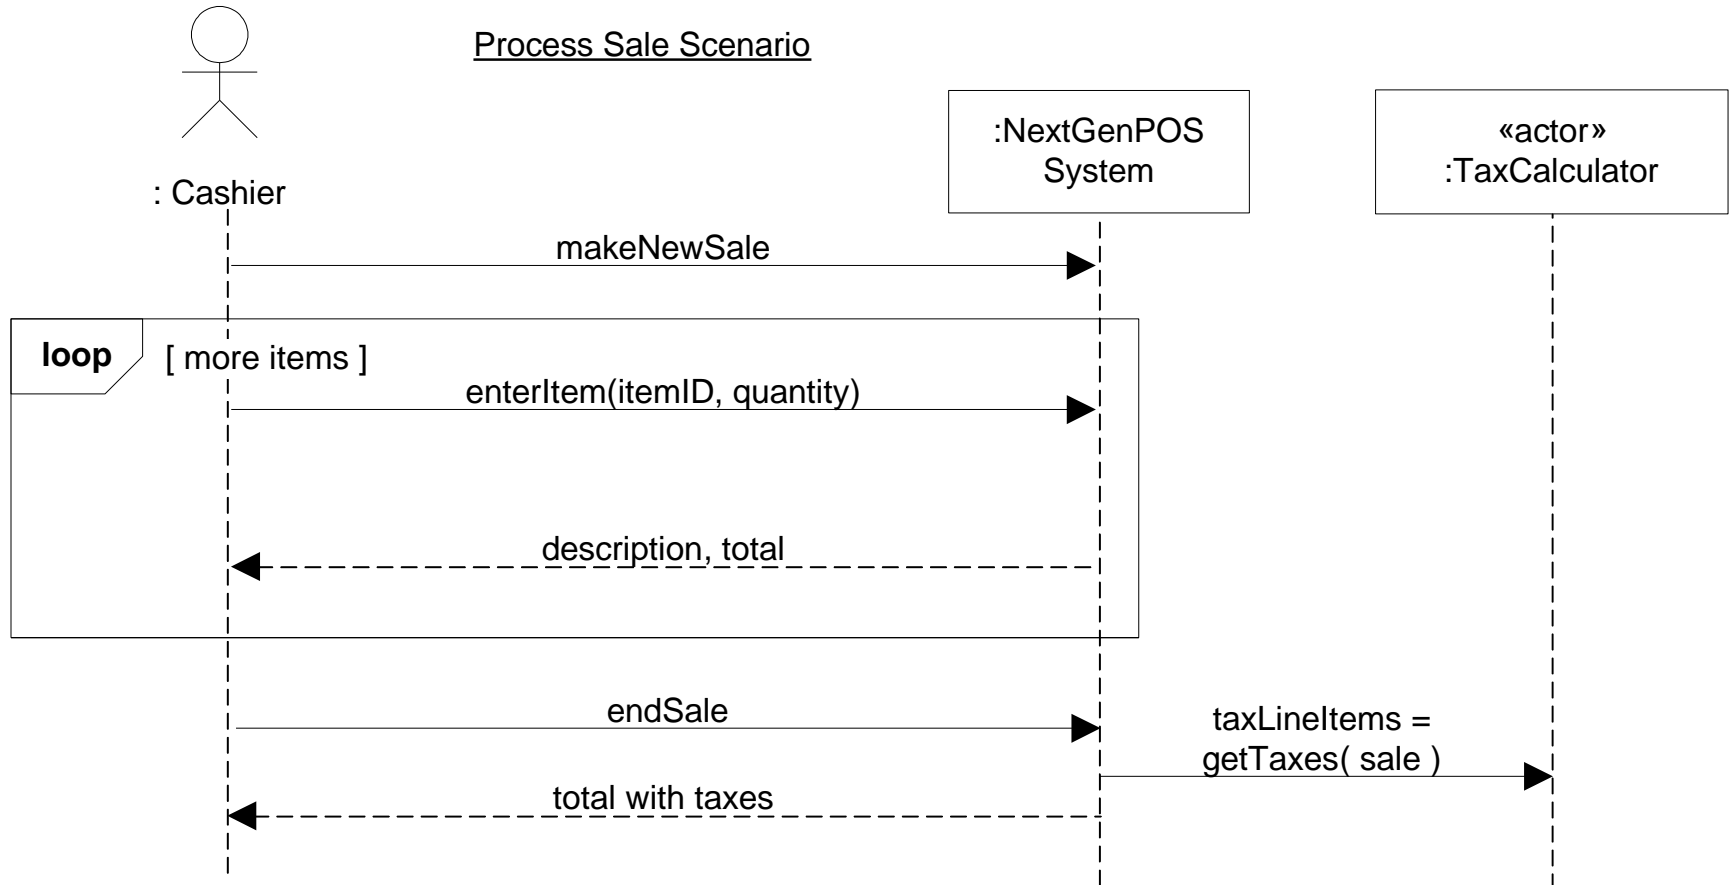 Process Sale Scenario
:NextGenPOS
System
«actor»
:TaxCalculator
: Cashier
makeNewSale
loop
[ more items ]
enterItem(itemID, quantity)
description, total
endSale
taxLineItems =
getTaxes( sale )
total with taxes